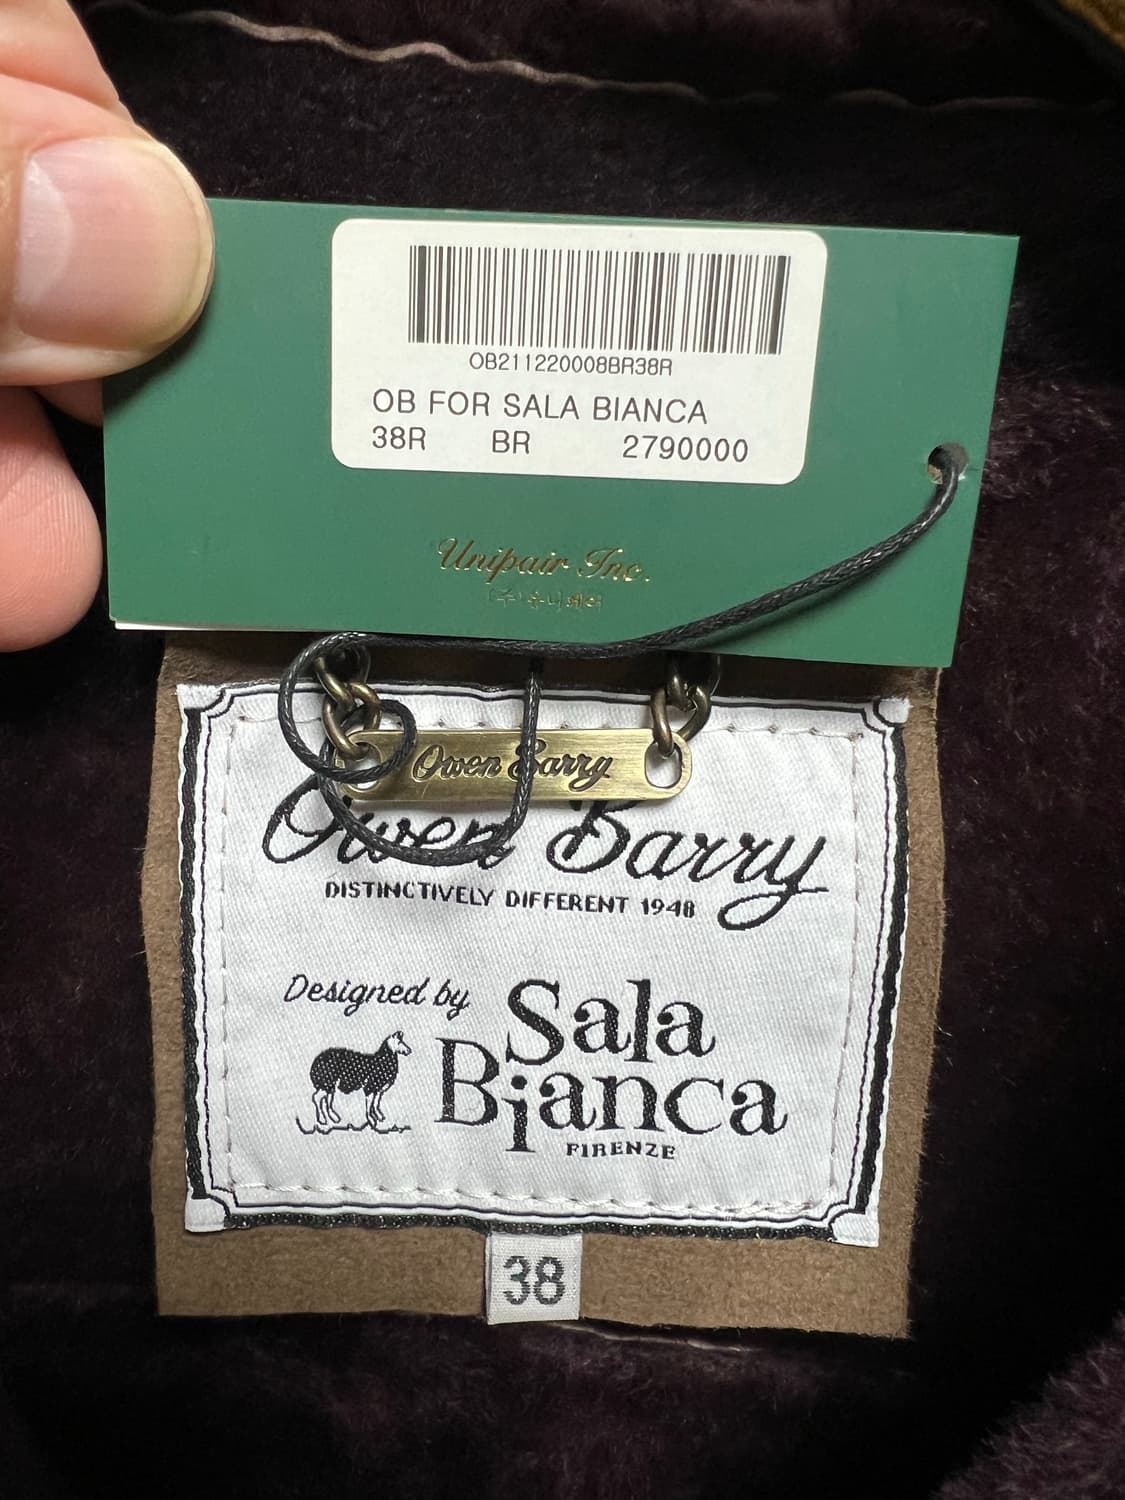 OB211220008BR38R
OB FOR SALA BIANCA
38R BR 2790000
Unipair Inc.
(주)유니페어
Owen Barry
Owen Barry
DISTINCTIVELY DIFFERENT 1948
Designed by
Sala
Bianca
FIRENZE
38